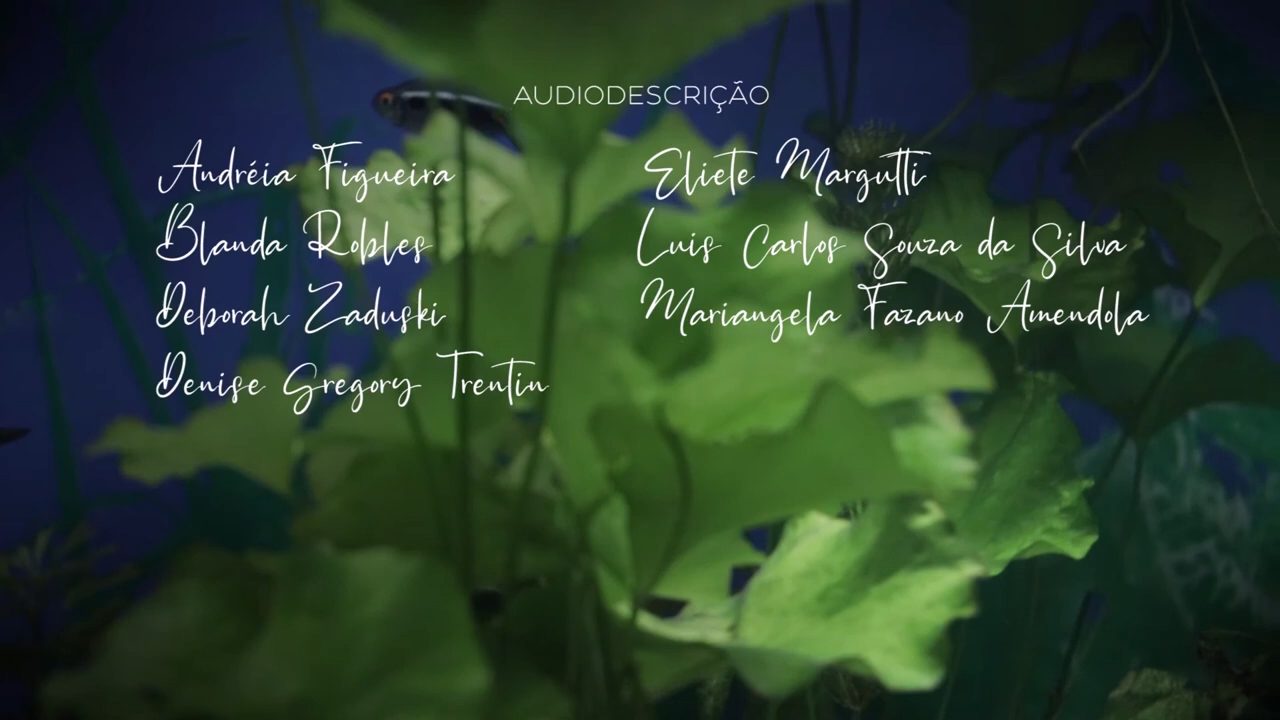 AUDIODESCRIÇÃO
Andréia Figueira
Blanda Robles
Deborah Zaduski
Denise Gregory Trentin
Eliete Margutti
Luis Carlos Souza da Silva
Mariangela Fazano Amendola